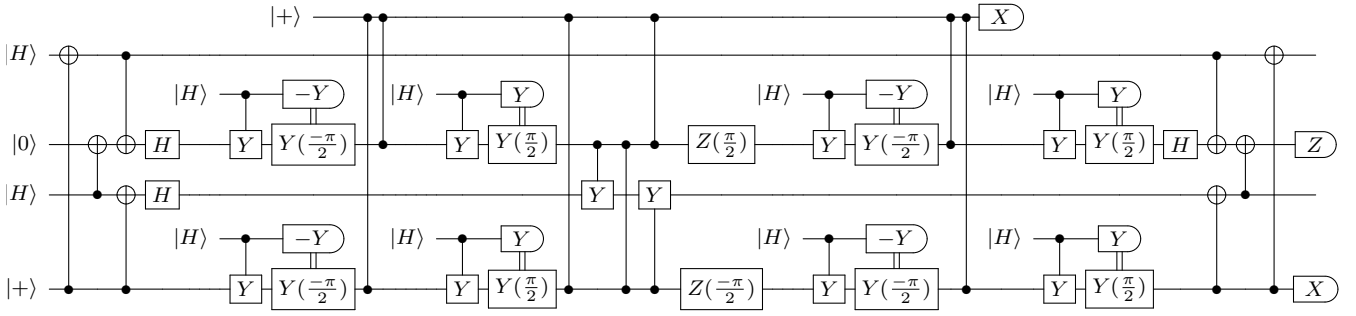 |+⟩ X
|H⟩
|H⟩ −Y |H⟩ Y |H⟩ −Y |H⟩ Y
|0⟩ H Y Y(−π/2) Y Y(π/2) Z(π/2) Y Y(−π/2) Y Y(π/2) H Z
|H⟩ H Y Y
|H⟩ −Y |H⟩ Y |H⟩ −Y |H⟩ Y
|+⟩ Y Y(−π/2) Y Y(π/2) Z(−π/2) Y Y(−π/2) Y Y(π/2) X